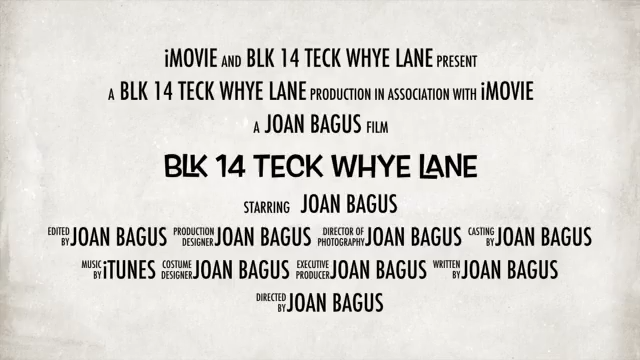 iMOVIE AND BLK 14 TECK WHYE LANE PRESENT
A BLK 14 TECK WHYE LANE PRODUCTION IN ASSOCIATION WITH iMOVIE
A JOAN BAGUS FILM
BLK 14 TECK WHYE LANE
STARRING JOAN BAGUS
EDITED BY JOAN BAGUS PRODUCTION DESIGNER JOAN BAGUS DIRECTOR OF PHOTOGRAPHY JOAN BAGUS CASTING BY JOAN BAGUS
MUSIC BY iTUNES COSTUME DESIGNER JOAN BAGUS EXECUTIVE PRODUCER JOAN BAGUS WRITTEN BY JOAN BAGUS
DIRECTED BY JOAN BAGUS